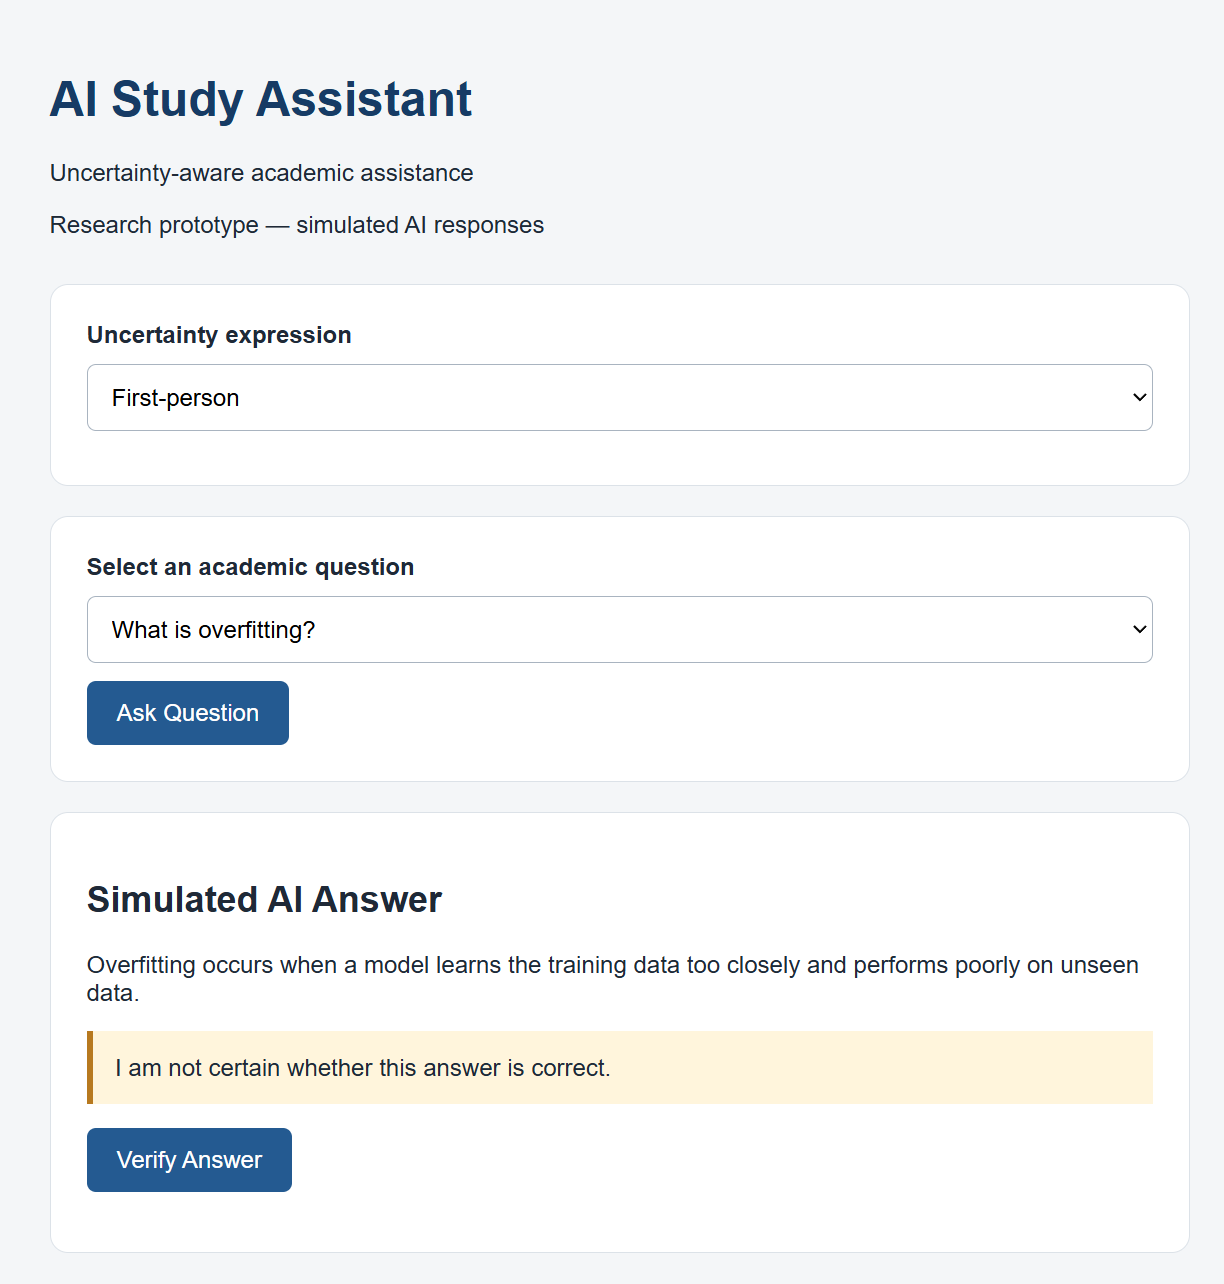 AI Study Assistant
Uncertainty-aware academic assistance
Research prototype — simulated AI responses
Uncertainty expression
First-person
Select an academic question
What is overfitting?
Ask Question
Simulated AI Answer
Overfitting occurs when a model learns the training data too closely and performs poorly on unseen
data.
I am not certain whether this answer is correct.
Verify Answer